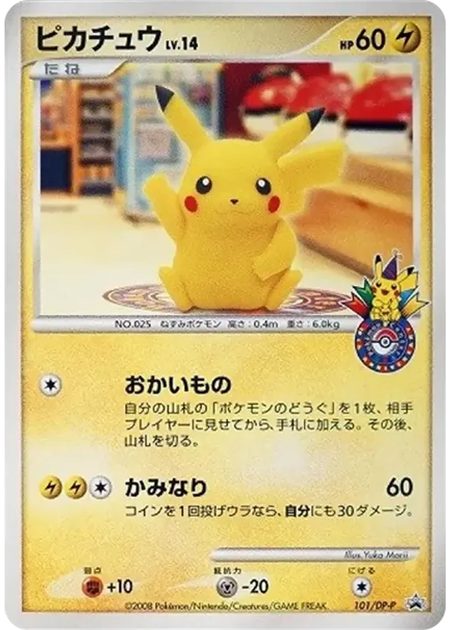 ピカチュウ LV.14 HP 60
たね
NO.025 ねずみポケモン 高さ:0.4m 重さ:6.0kg
おかいもの
自分の山札の「ポケモンのどうぐ」を1枚、相手
プレイヤーに見せてから、手札に加える。その後、
山札を切る。
かみなり 60
コインを1回投げウラなら、自分にも30ダメージ。
Illus.Yuka Morii
弱点 抵抗力 にげる
+10 -20
©2008 Pokémon/Nintendo/Creatures/GAME FREAK.
101/DP-P